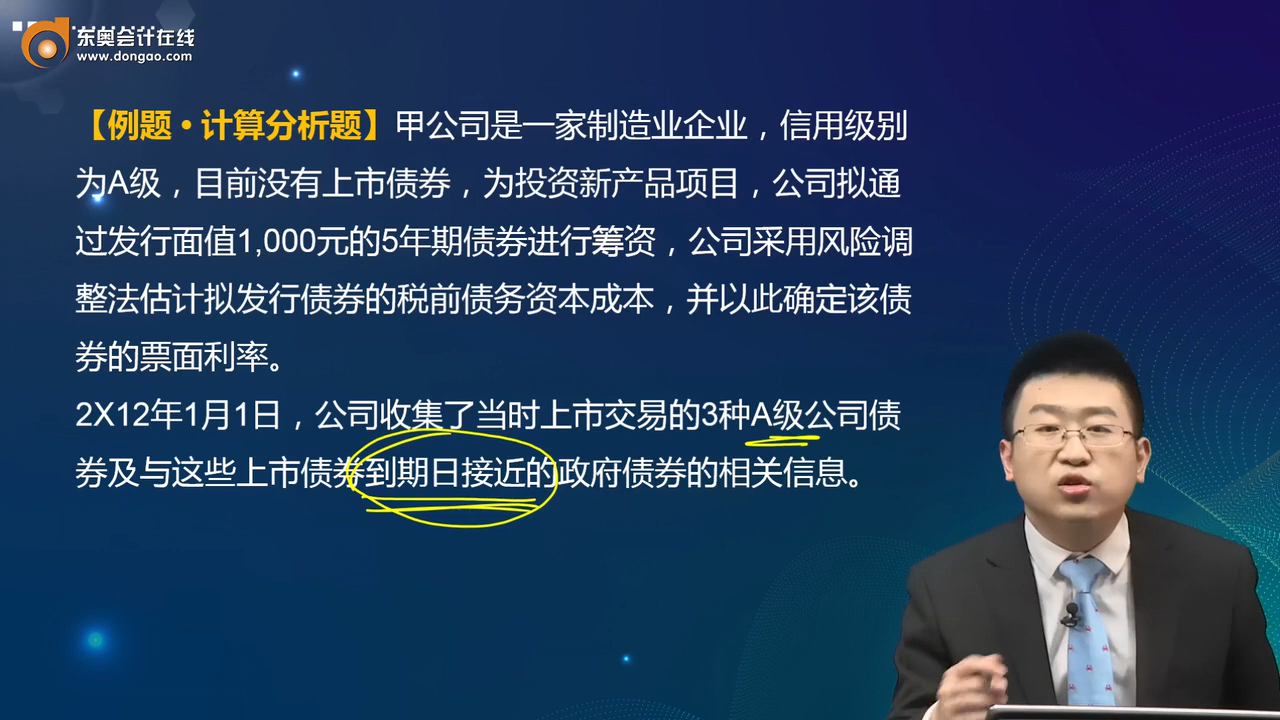 东奥会计在线
www.dongao.com
【例题•计算分析题】甲公司是一家制造业企业，信用级别
为A级，目前没有上市债券，为投资新产品项目，公司拟通
过发行面值1,000元的5年期债券进行筹资，公司采用风险调
整法估计拟发行债券的税前债务资本成本，并以此确定该债
券的票面利率。
2X12年1月1日，公司收集了当时上市交易的3种A级公司债
券及与这些上市债券到期日接近的政府债券的相关信息。